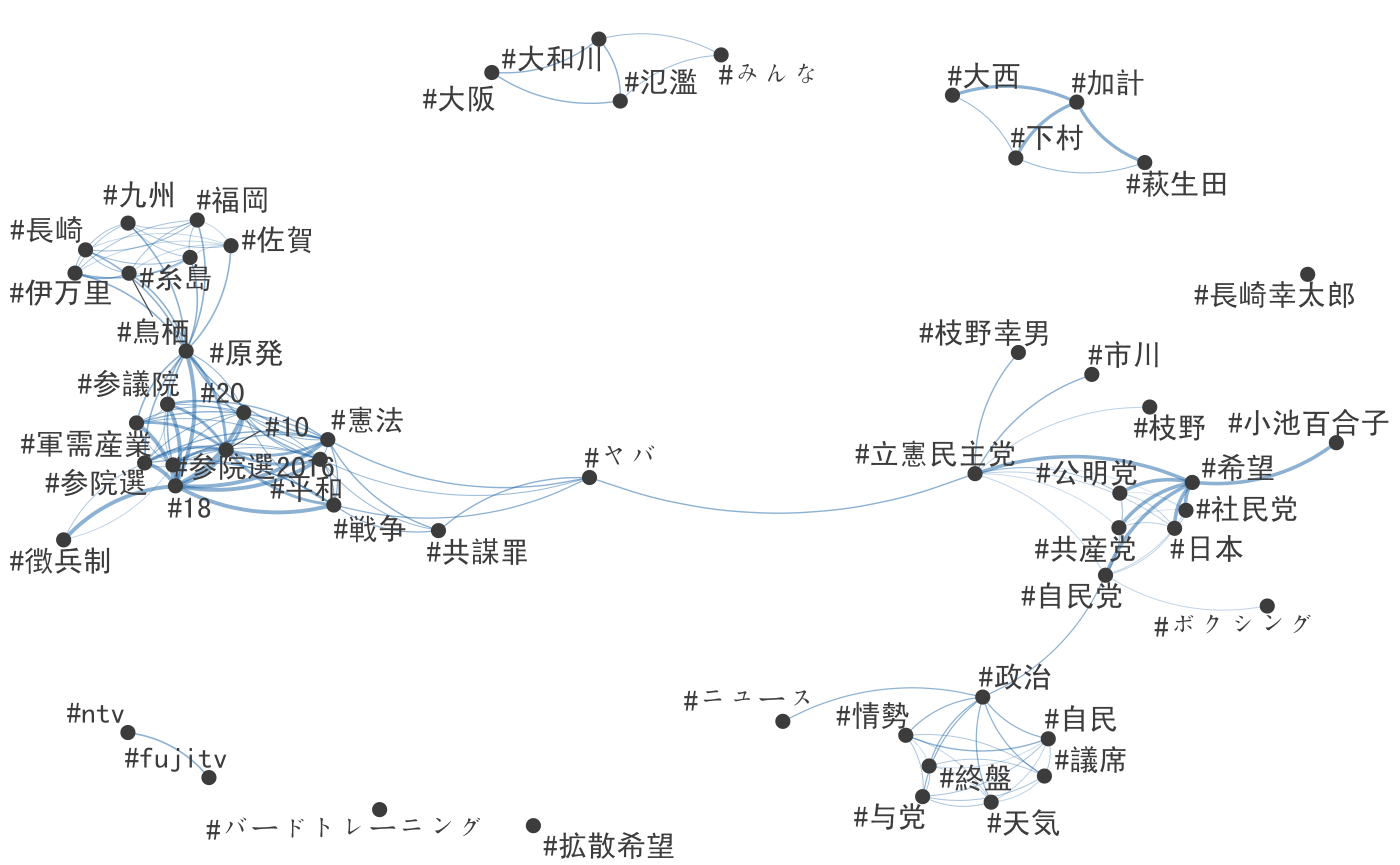 #大和川
#みんな
#氾濫
#大阪
#大西
#加計
#下村
#萩生田
#九州
#福岡
#長崎
#佐賀
#糸島
#伊万里
#長崎幸太郎
#鳥栖
#原発
#枝野幸男
#市川
#参議院
#20
#10
#憲法
#枝野
#小池百合子
#軍需産業
#参院選2016
#ヤバ
#立憲民主党
#公明党
#希望
#参院選
#平和
#18
#戦争
#社民党
#共謀罪
#共産党
#日本
#徴兵制
#自民党
#ボクシング
#政治
#ニュース
#情勢
#自民
#ntv
#fujitv
#議席
#終盤
#与党
#天気
#バードトレーニング
#拡散希望